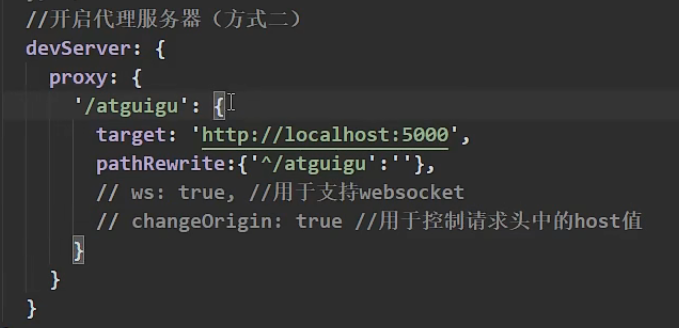 //开启代理服务器（方式二）
devServer: {
proxy: {
'/atguigu': {
target: 'http://localhost:5000',
pathRewrite:{'^/atguigu':''},
// ws: true, //用于支持websocket
// changeOrigin: true //用于控制请求头中的host值
}
}
}